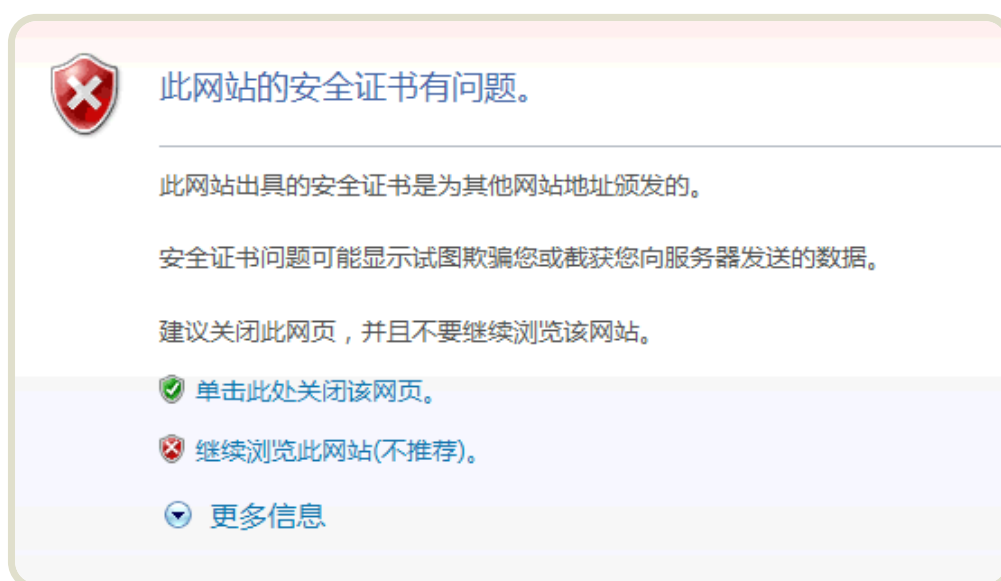 此网站的安全证书有问题。
此网站出具的安全证书是为其他网站地址颁发的。
安全证书问题可能显示试图欺骗您或截获您向服务器发送的数据。
建议关闭此网页，并且不要继续浏览该网站。
单击此处关闭该网页。
继续浏览此网站(不推荐)。
更多信息